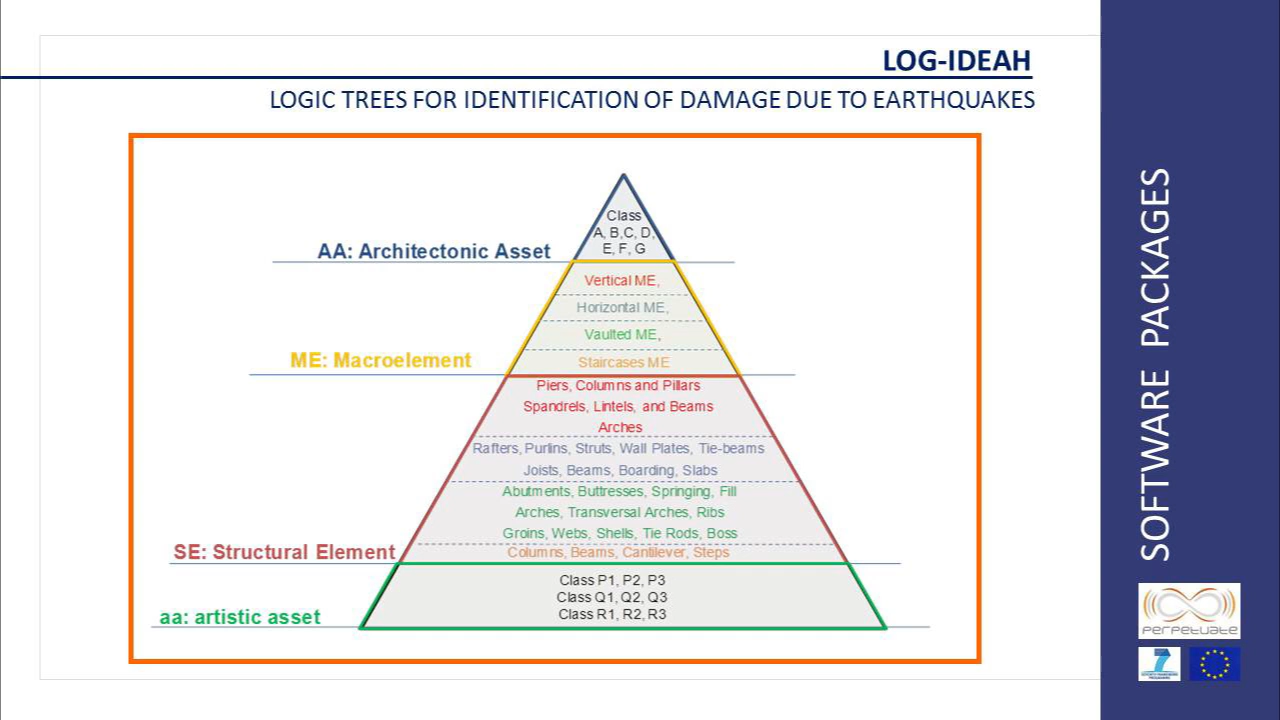 LOG-IDEAH
LOGIC TREES FOR IDENTIFICATION OF DAMAGE DUE TO EARTHQUAKES
Class
A, B,C, D,
E, F, G
AA: Architectonic Asset
Vertical ME,
Horizontal ME,
Vaulted ME,
Staircases ME
ME: Macroelement
Piers, Columns and Pillars
Spandrels, Lintels, and Beams
Arches
Rafters, Purlins, Struts, Wall Plates, Tie-beams
Joists, Beams, Boarding, Slabs
Abutments, Buttresses, Springing, Fill
Arches, Transversal Arches, Ribs
Groins, Webs, Shells, Tie Rods, Boss
Columns, Beams, Cantilever, Steps
SE: Structural Element
Class P1, P2, P3
Class Q1, Q2, Q3
Class R1, R2, R3
aa: artistic asset
SOFTWARE PACKAGES
perpetuate